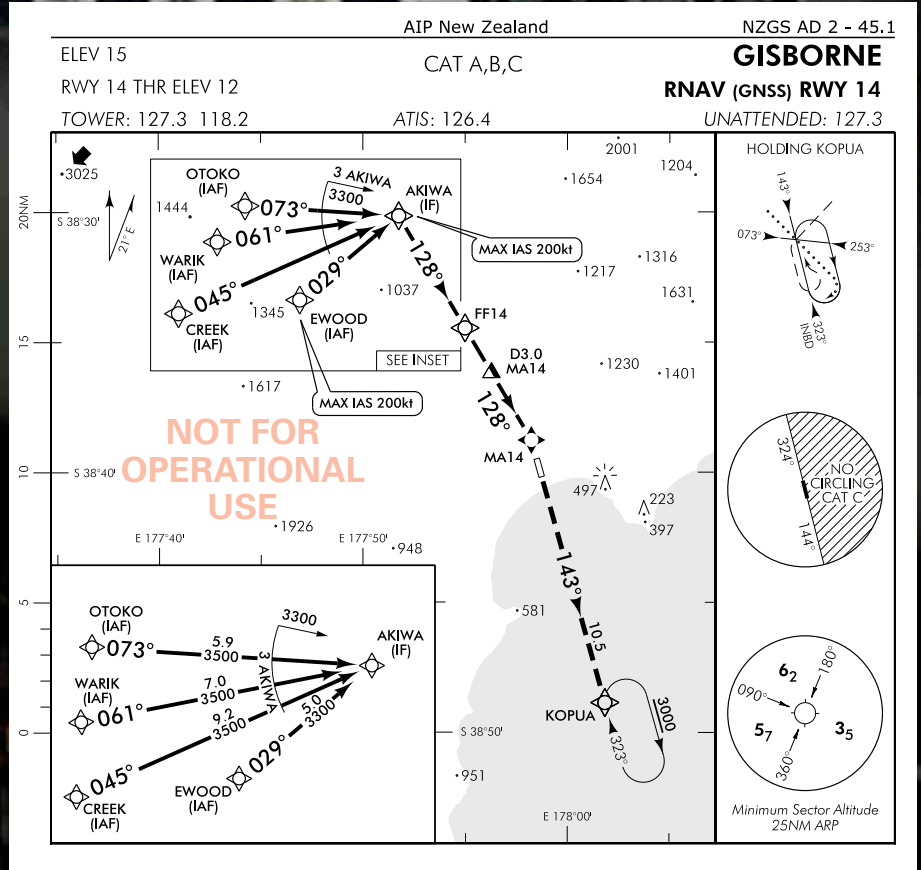 AIP New Zealand
NZGS AD 2 - 45.1
ELEV 15
CAT A,B,C
GISBORNE
RWY 14 THR ELEV 12
RNAV (GNSS) RWY 14
TOWER: 127.3 118.2
ATIS: 126.4
UNATTENDED: 127.3
3025
2001
1204
1654
HOLDING KOPUA
20NM
S 38°30'
21° E
OTOKO
(IAF)
073°
3 AKIWA
3300
AKIWA
(IF)
1444
WARIK
(IAF)
061°
MAX IAS 200kt
CREEK
(IAF)
045°
EWOOD
(IAF)
029°
1345
1037
128°
1316
1217
1631
FF14
SEE INSET
D3.0
MA14
1230
1401
15
1617
MAX IAS 200kt
128°
MA14
NOT FOR
OPERATIONAL
USE
10
S 38°40'
497
223
397
1926
E 177°40'
E 177°50'
948
143°
10.5
581
5
0
OTOKO
(IAF)
073°
5.9
3500
3300
3 AKIWA
AKIWA
(IF)
WARIK
(IAF)
061°
7.0
3500
CREEK
(IAF)
045°
9.2
3500
EWOOD
(IAF)
029°
5.0
3300
KOPUA
323°
3000
S 38°50'
951
E 178°00'
143°
073°
253°
323°
INBD
324°
NO
CIRCLING
CAT C
144°
6₂
180°
090°
5₇
3₅
360°
Minimum Sector Altitude
25NM ARP